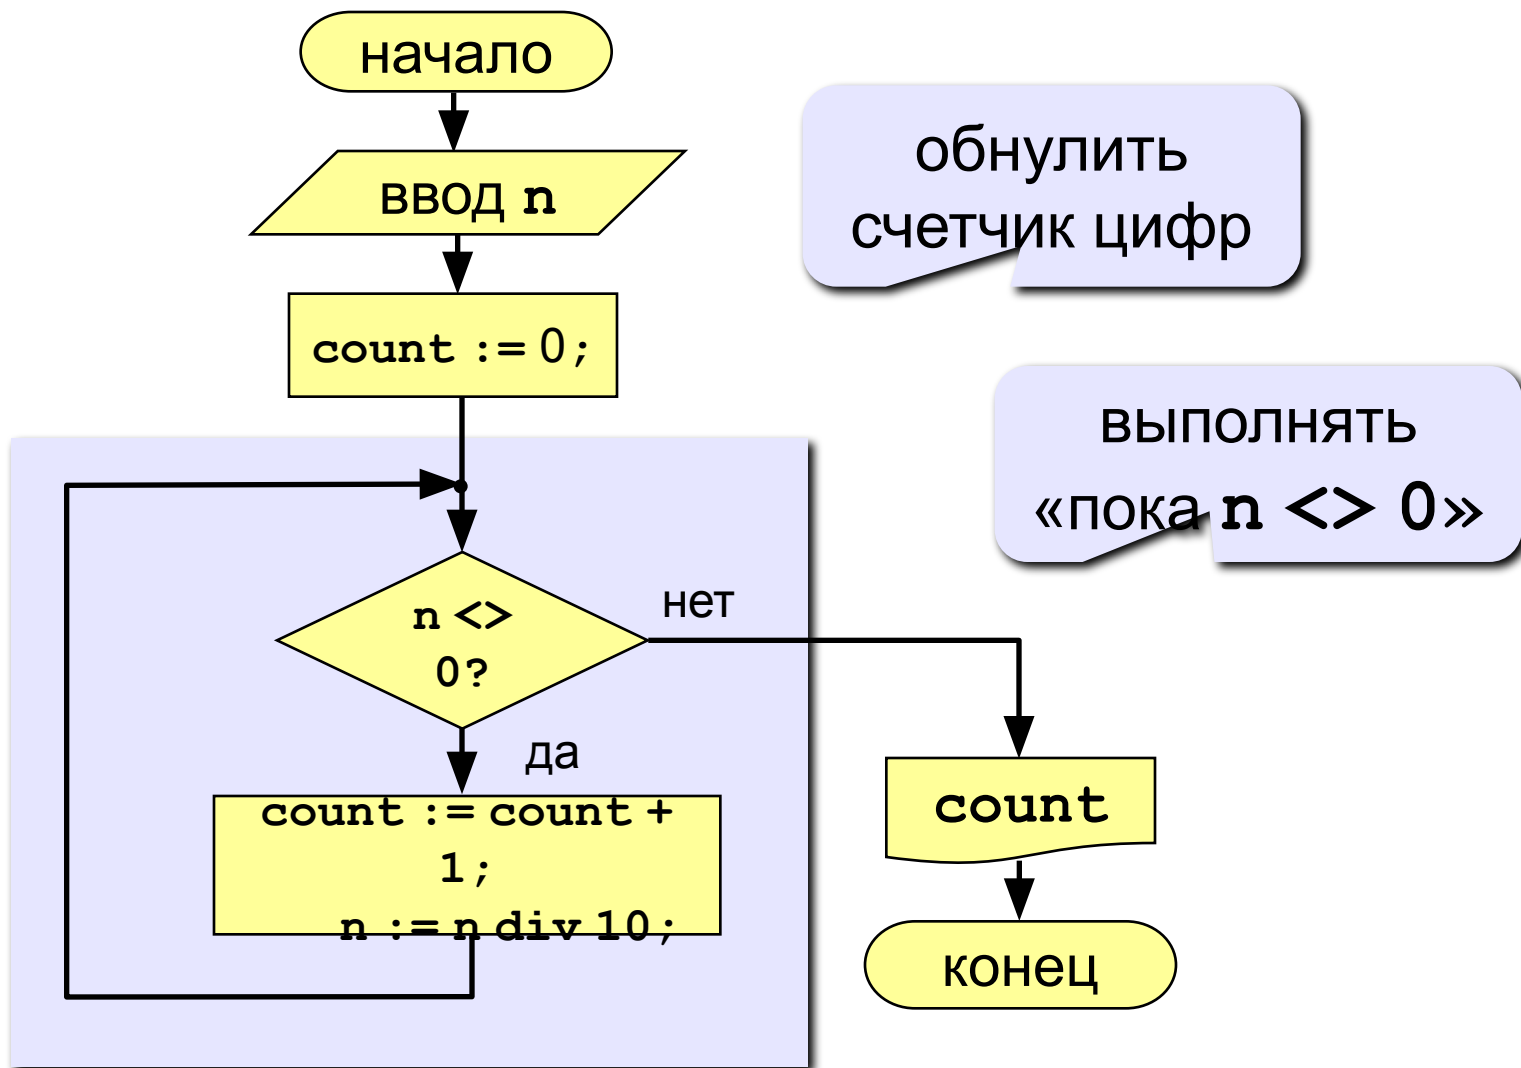 начало
ввод n
обнулить
счетчик цифр
count := 0;
выполнять
«пока n <> 0»
n <>
0?
нет
да
count := count +
1;
n := n div 10;
count
конец